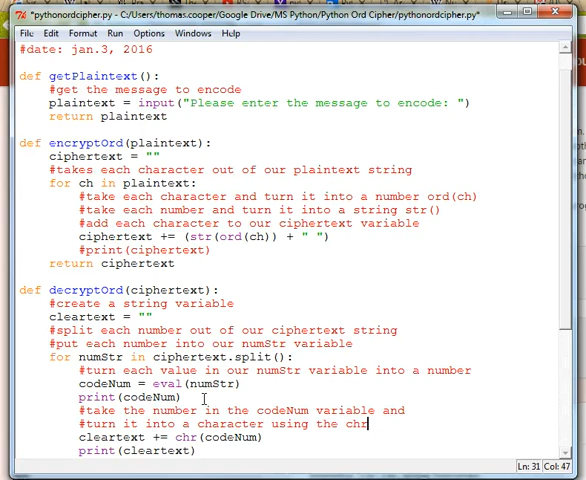 *pythonordcipher.py - C:/Users/thomas.cooper/Google Drive/MS Python/Python Ord Cipher/pythonordcipher.py*
File Edit Format Run Options Windows Help
#date: jan.3, 2016
def getPlaintext():
#get the message to encode
plaintext = input("Please enter the message to encode: ")
return plaintext
def encryptOrd(plaintext):
ciphertext = ""
#takes each character out of our plaintext string
for ch in plaintext:
#take each character and turn it into a number ord(ch)
#take each number and turn it into a string str()
#add each character to our ciphertext variable
ciphertext += (str(ord(ch)) + " ")
#print(ciphertext)
return ciphertext
def decryptOrd(ciphertext):
#create a string variable
cleartext = ""
#split each number out of our ciphertext string
#put each number into our numStr variable
for numStr in ciphertext.split():
#turn each value in our numStr variable into a number
codeNum = eval(numStr)
print(codeNum)
#take the number in the codeNum variable and
#turn it into a character using the chr
cleartext += chr(codeNum)
print(cleartext)
Ln: 31 Col: 47